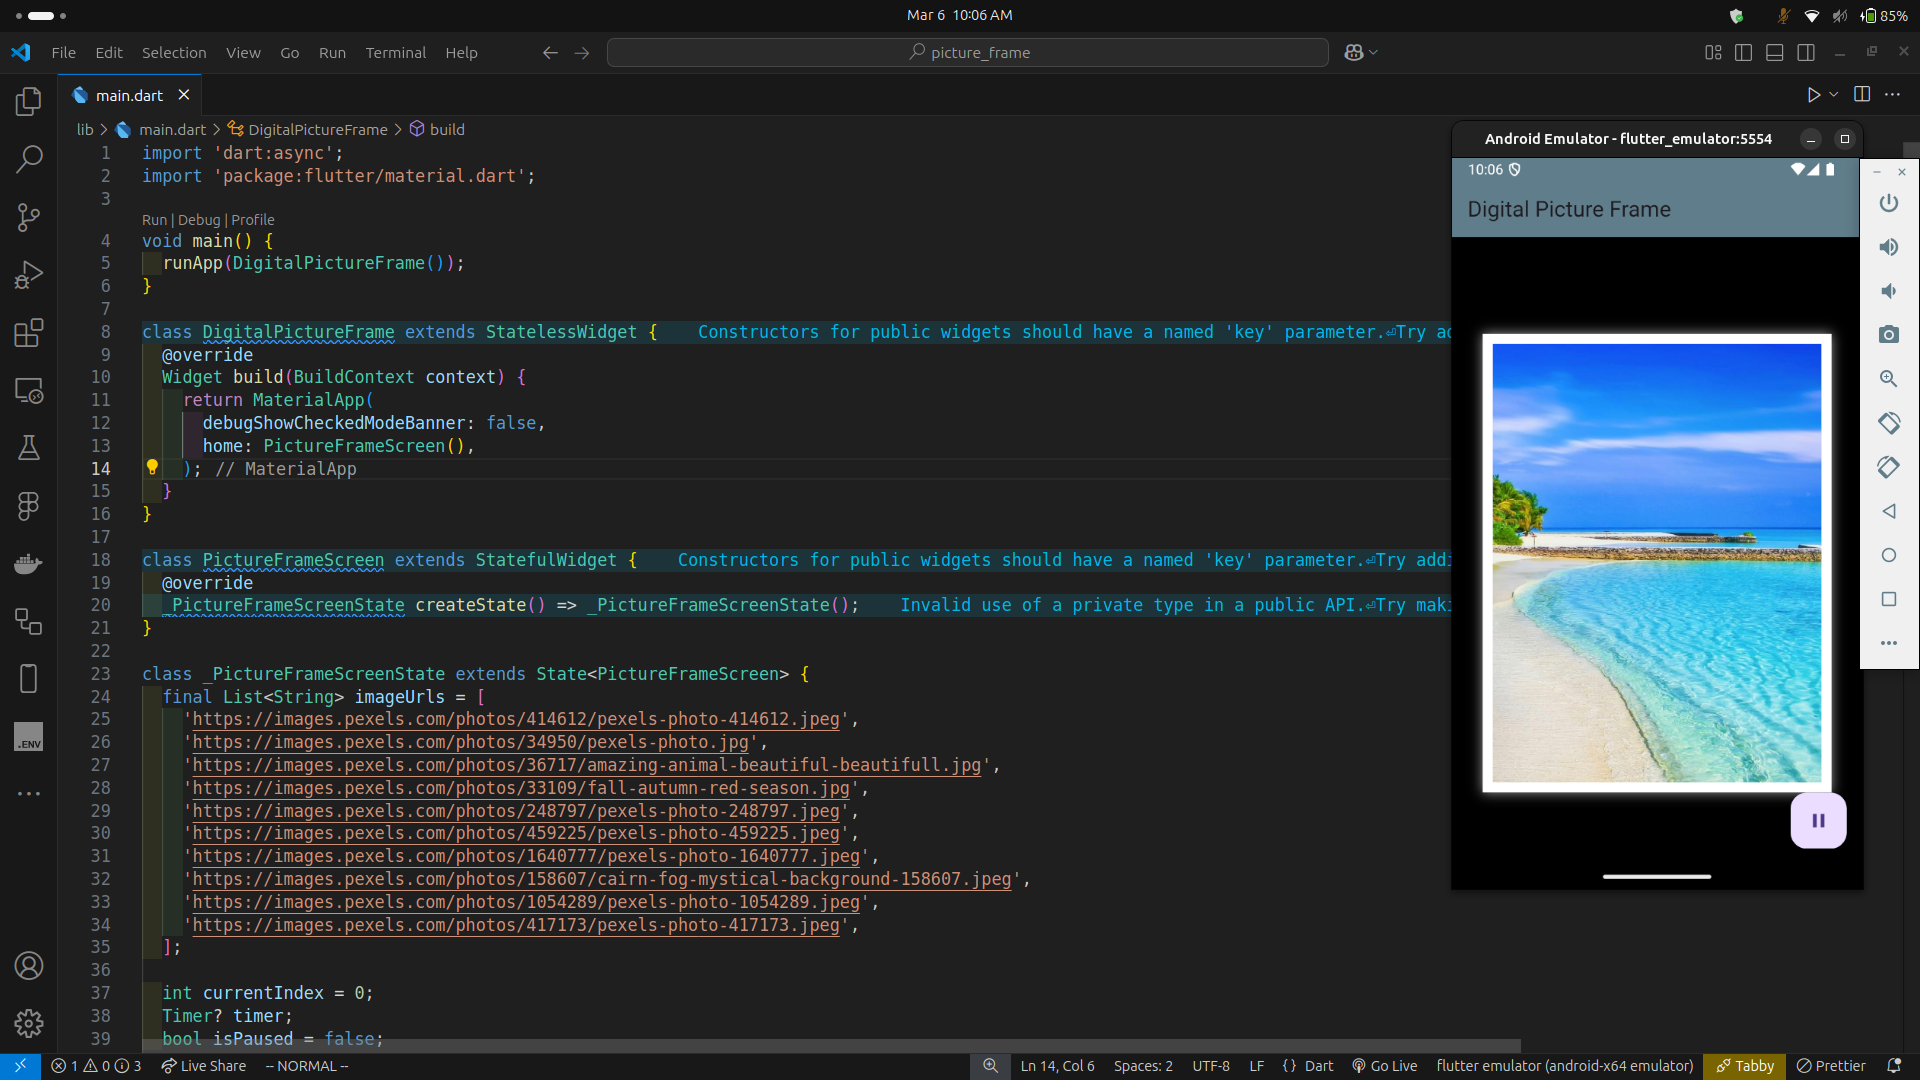 Mar 6  10:06 AM
85%
File Edit Selection View Go Run Terminal Help
picture_frame
main.dart
lib > main.dart > DigitalPictureFrame > build
1 import 'dart:async';
2 import 'package:flutter/material.dart';
3
Run | Debug | Profile
4 void main() {
5 runApp(DigitalPictureFrame());
6 }
7
8 class DigitalPictureFrame extends StatelessWidget { Constructors for public widgets should have a named 'key' parameter.⏎Try ad
9 @override
10 Widget build(BuildContext context) {
11 return MaterialApp(
12 debugShowCheckedModeBanner: false,
13 home: PictureFrameScreen(),
14 ); // MaterialApp
15 }
16 }
17
18 class PictureFrameScreen extends StatefulWidget { Constructors for public widgets should have a named 'key' parameter.⏎Try addi
19 @override
20 _PictureFrameScreenState createState() => _PictureFrameScreenState(); Invalid use of a private type in a public API.⏎Try maki
21 }
22
23 class _PictureFrameScreenState extends State<PictureFrameScreen> {
24 final List<String> imageUrls = [
25 'https://images.pexels.com/photos/414612/pexels-photo-414612.jpeg',
26 'https://images.pexels.com/photos/34950/pexels-photo.jpg',
27 'https://images.pexels.com/photos/36717/amazing-animal-beautiful-beautifull.jpg',
28 'https://images.pexels.com/photos/33109/fall-autumn-red-season.jpg',
29 'https://images.pexels.com/photos/248797/pexels-photo-248797.jpeg',
30 'https://images.pexels.com/photos/459225/pexels-photo-459225.jpeg',
31 'https://images.pexels.com/photos/1640777/pexels-photo-1640777.jpeg',
32 'https://images.pexels.com/photos/158607/cairn-fog-mystical-background-158607.jpeg',
33 'https://images.pexels.com/photos/1054289/pexels-photo-1054289.jpeg',
34 'https://images.pexels.com/photos/417173/pexels-photo-417173.jpeg',
35 ];
36
37 int currentIndex = 0;
38 Timer? timer;
39 bool isPaused = false;
.ENV
Android Emulator - flutter_emulator:5554
10:06
Digital Picture Frame
1 0 3 Live Share -- NORMAL -- Ln 14, Col 6 Spaces: 2 UTF-8 LF {} Dart Go Live flutter emulator (android-x64 emulator) Tabby Prettier